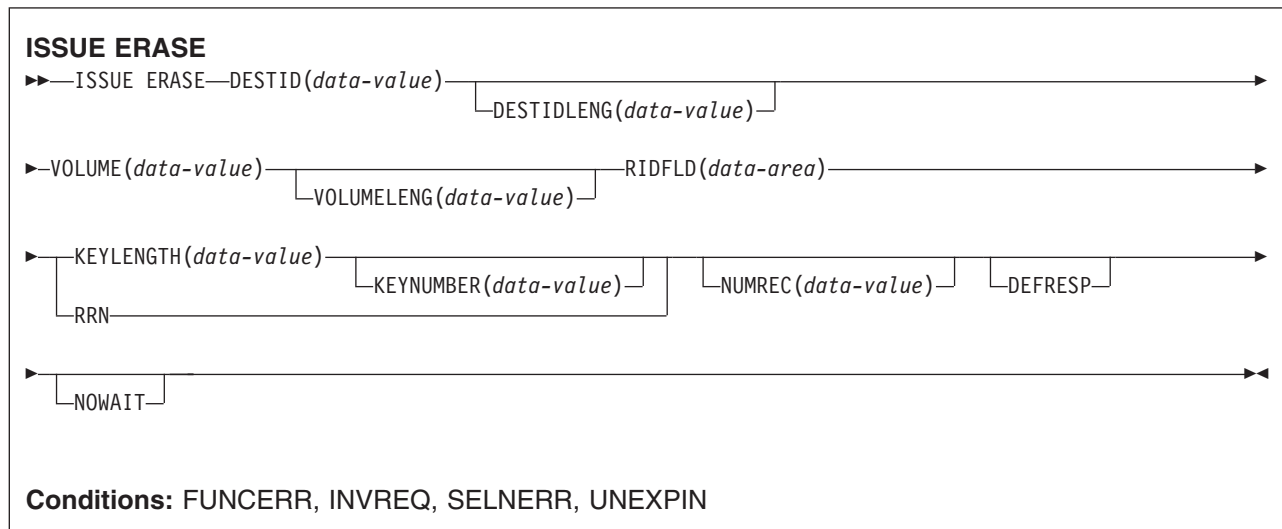 ISSUE ERASE
ISSUE ERASE DESTID(data-value)
DESTIDLENG(data-value)
VOLUME(data-value) RIDFLD(data-area)
VOLUMELENG(data-value)
KEYLENGTH(data-value)
KEYNUMBER(data-value) NUMREC(data-value) DEFRESP
RRN
NOWAIT
Conditions: FUNCERR, INVREQ, SELNERR, UNEXPIN